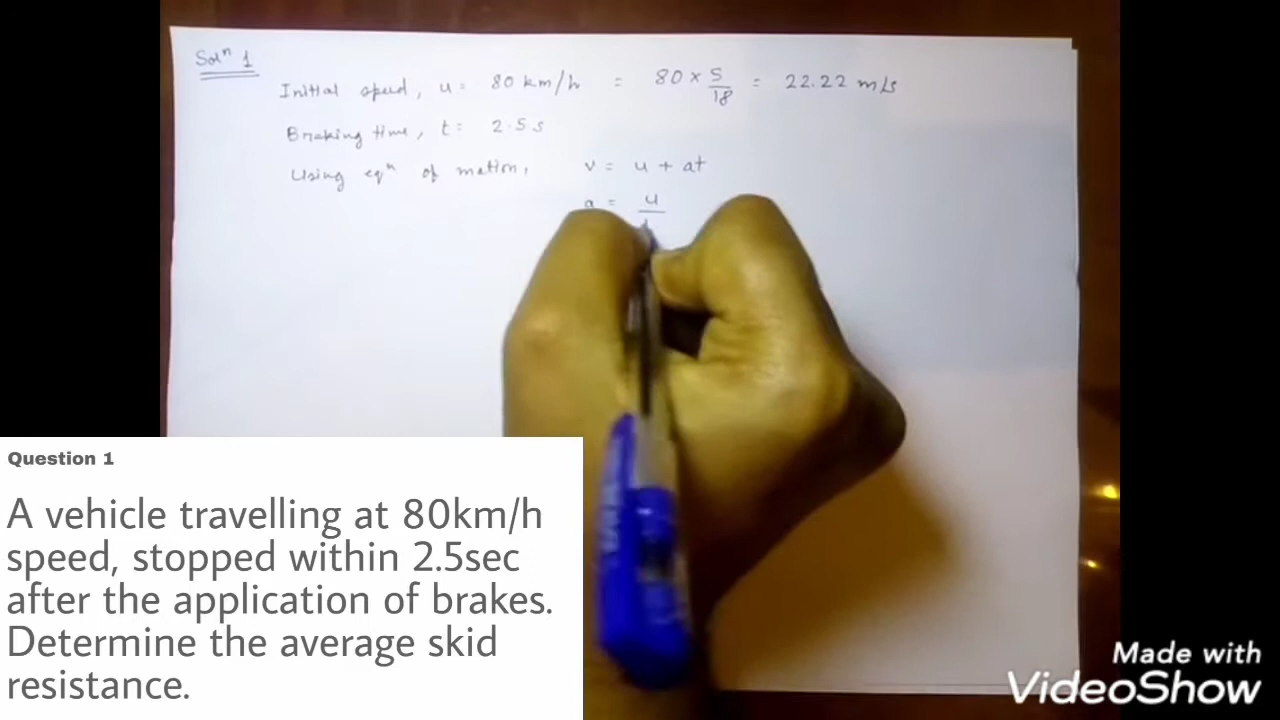 Solⁿ 1
Initial speed, u = 80 km/h = 80 × 5/18 = 22.22 m/s
Braking time, t = 2.5 s
Using eqⁿ of motion, v = u + at
a = u
Question 1
A vehicle travelling at 80km/h
speed, stopped within 2.5sec
after the application of brakes.
Determine the average skid
resistance.
Made with
VideoShow